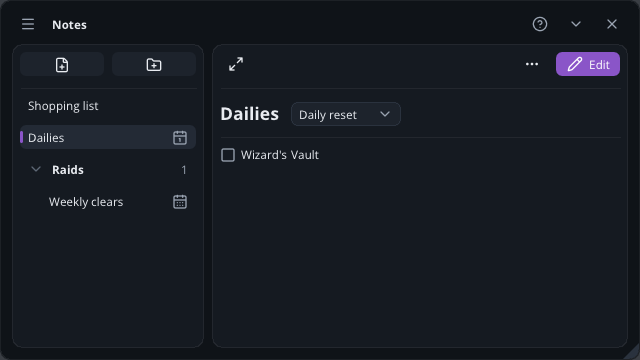 Notes
Edit
Shopping list
Dailies
Raids 1
Weekly clears
Dailies Daily reset
Wizard's Vault